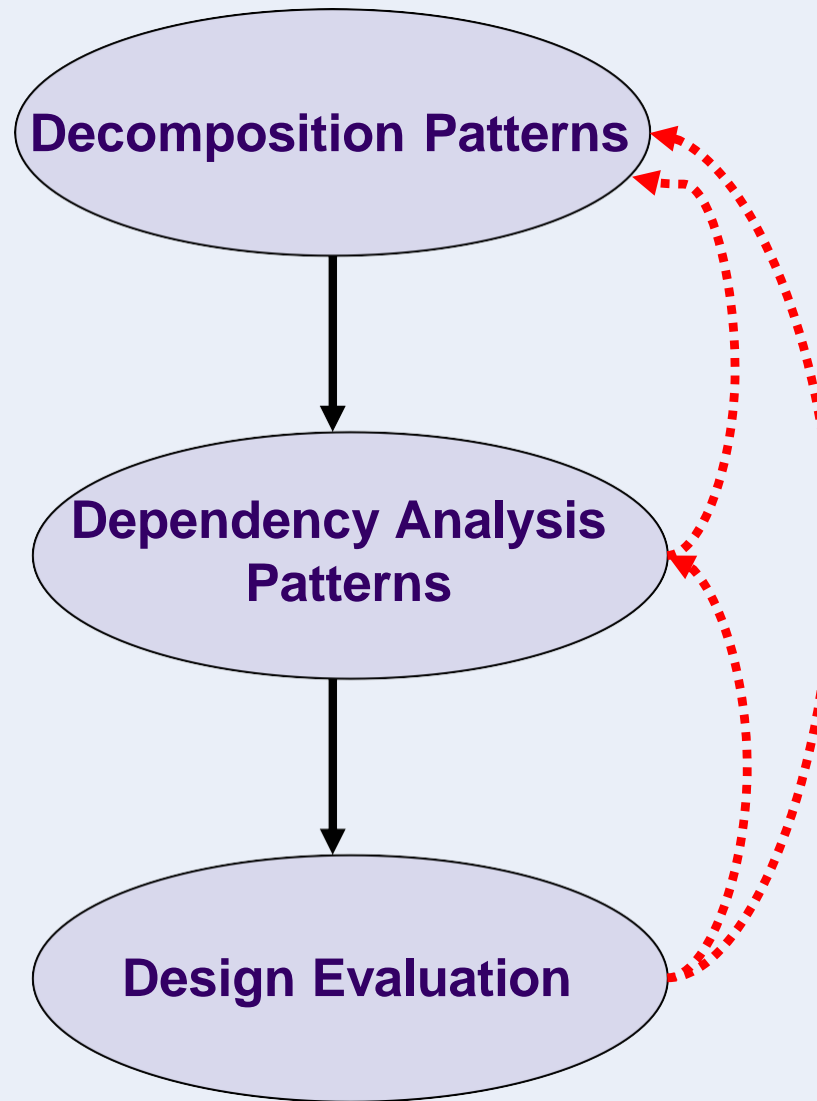 Decomposition Patterns
Dependency Analysis
Patterns
Design Evaluation